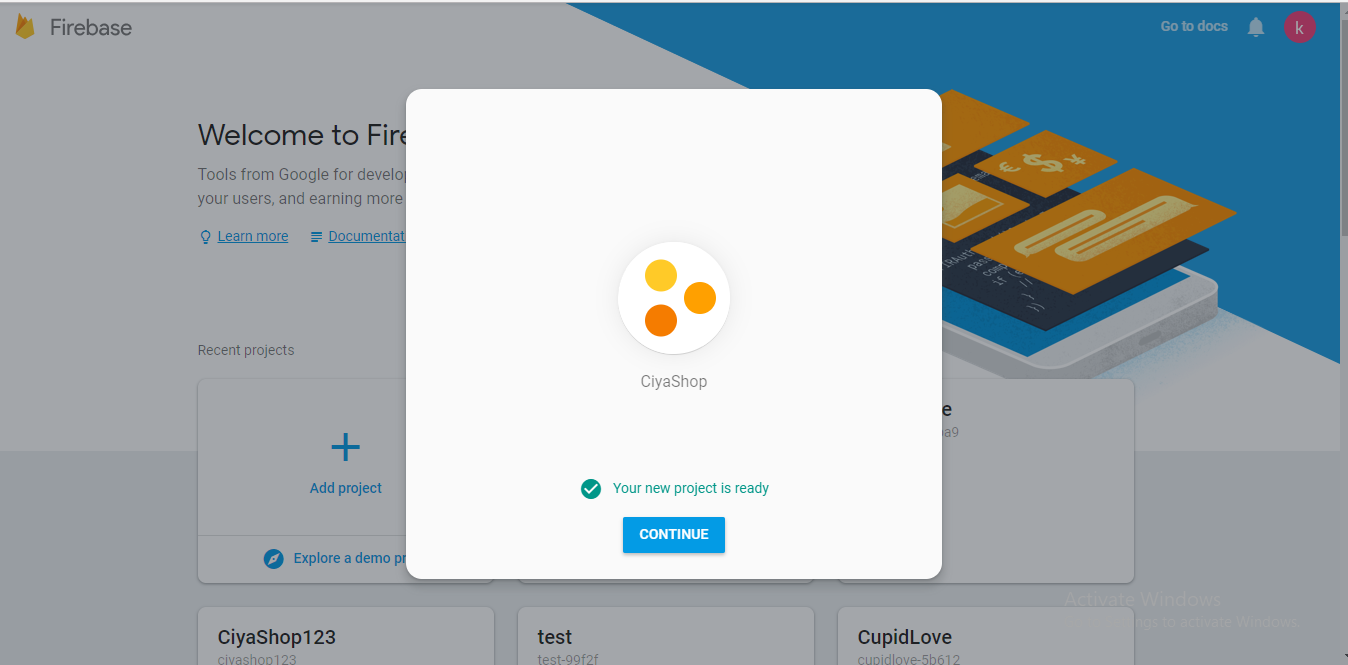 Firebase
Go to docs
k
Welcome to Fire
Tools from Google for develop
your users, and earning more
Learn more
Documentat
Recent projects
Add project
Explore a demo pr
CiyaShop
Your new project is ready
CONTINUE
e
a9
CiyaShop123
ciyashop123
test
test-99f2f
CupidLove
cupidlove-5b612
Activate Windows
ngs to activate Windows.